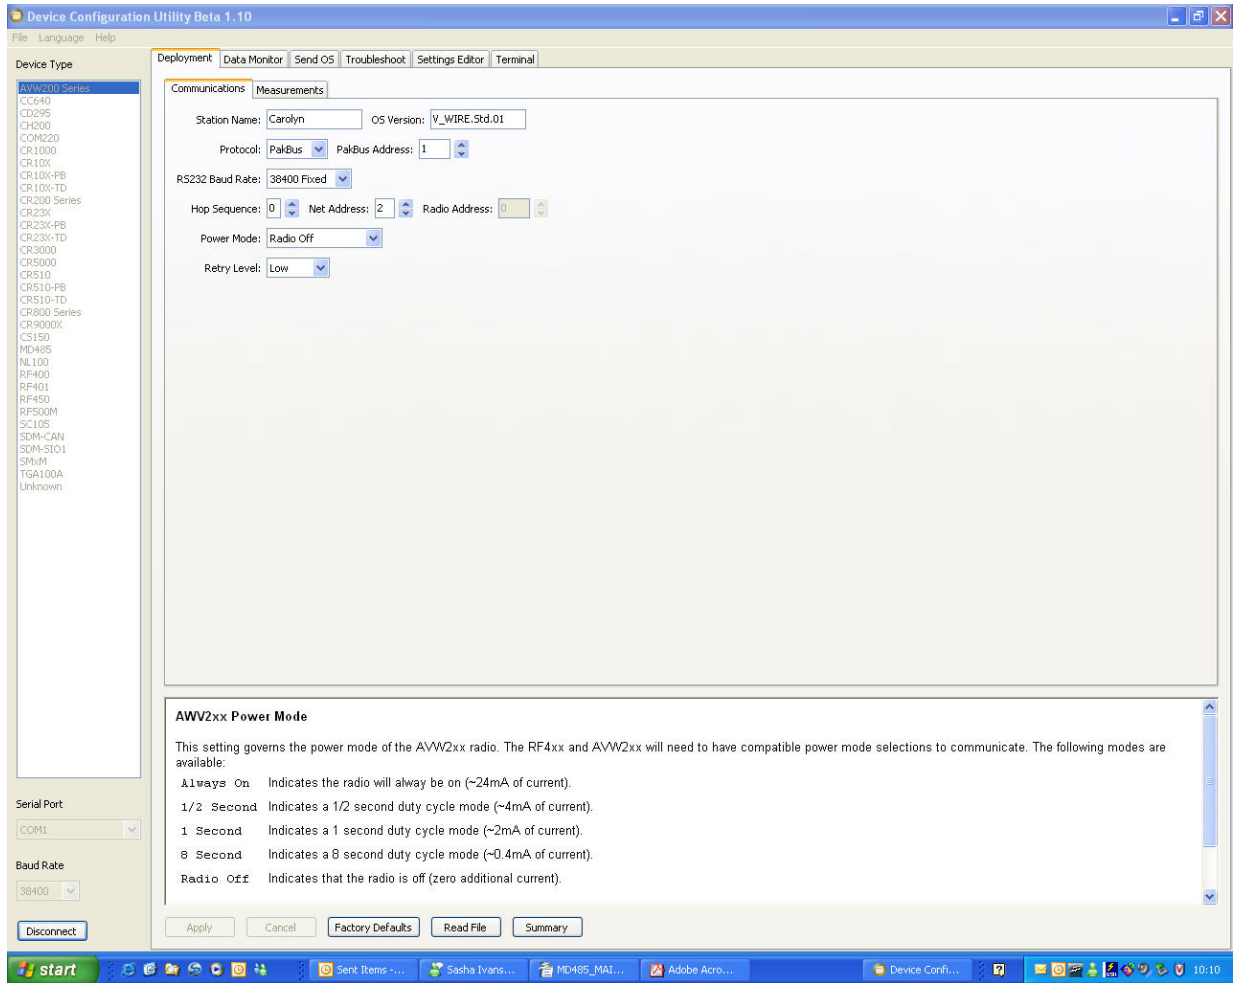 Device Configuration Utility Beta 1.10
File Language Help
Device Type
AVW200 Series
CC640
CD295
CH200
COM220
CR1000
CR10X
CR10X-PB
CR10X-TD
CR200 Series
CR23X
CR23X-PB
CR23X-TD
CR3000
CR5000
CR510
CR510-PB
CR510-TD
CR800 Series
CR9000X
CS150
MD485
NL100
RF400
RF401
RF450
RF500M
SC105
SDM-CAN
SDM-SIO1
SMxM
TGA100A
Unknown
Serial Port
COM1
Baud Rate
38400
Disconnect
Deployment Data Monitor Send OS Troubleshoot Settings Editor Terminal
Communications Measurements
Station Name: Carolyn OS Version: V_WIRE.Std.01
Protocol: PakBus PakBus Address: 1
RS232 Baud Rate: 38400 Fixed
Hop Sequence: 0 Net Address: 2 Radio Address: 0
Power Mode: Radio Off
Retry Level: Low
AWV2xx Power Mode
This setting governs the power mode of the AVW2xx radio. The RF4xx and AVW2xx will need to have compatible power mode selections to communicate. The following modes are
available:
Always On Indicates the radio will alway be on (~24mA of current).
1/2 Second Indicates a 1/2 second duty cycle mode (~4mA of current).
1 Second Indicates a 1 second duty cycle mode (~2mA of current).
8 Second Indicates a 8 second duty cycle mode (~0.4mA of current).
Radio Off Indicates that the radio is off (zero additional current).
Apply Cancel Factory Defaults Read File Summary
start Sent Items -... Sasha Ivans... MD485_MAI... Adobe Acro... Device Confi... 10:10